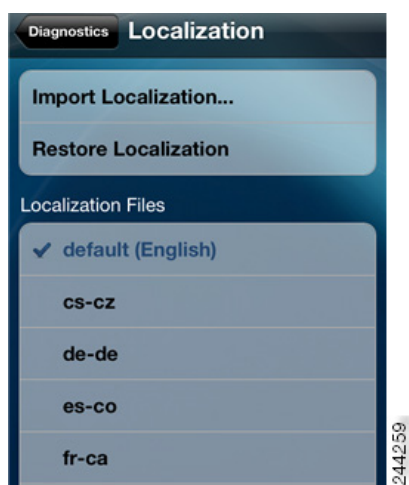 Diagnostics Localization
Import Localization...
Restore Localization
Localization Files
default (English)
cs-cz
de-de
es-co
fr-ca
244259